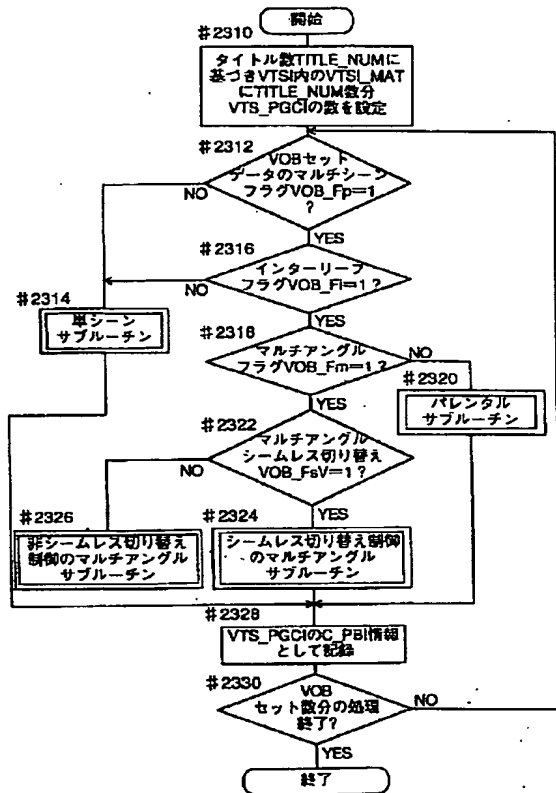 開始
#2310
タイトル数TITLE_NUMに
基づきVTSI内のVTSI_MAT
にTITLE_NUM数分
VTS_PGCIの数を設定
#2312
VOBセット
データのマルチシーン
フラグVOB_Fp=1
?
NO
YES
#2316
インターリーブ
フラグVOB_Fi=1?
NO
YES
#2314
単シーン
サブルーチン
#2318
マルチアングル
フラグVOB_Fm=1?
NO
YES
#2320
パレンタル
サブルーチン
#2322
マルチアングル
シームレス切り替え
VOB_FsV=1?
NO
YES
#2326
非シームレス切り替え
制御のマルチアングル
サブルーチン
#2324
シームレス切り替え制御
のマルチアングル
サブルーチン
#2328
VTS_PGCIのC_PBI情報
として記録
#2330
VOB
セット数分の処理
終了?
NO
YES
終了